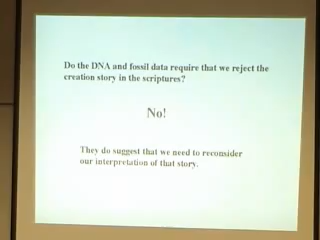 Do the DNA and fossil data require that we reject the
creation story in the scriptures?
No!
They do suggest that we need to reconsider
our interpretation of that story.